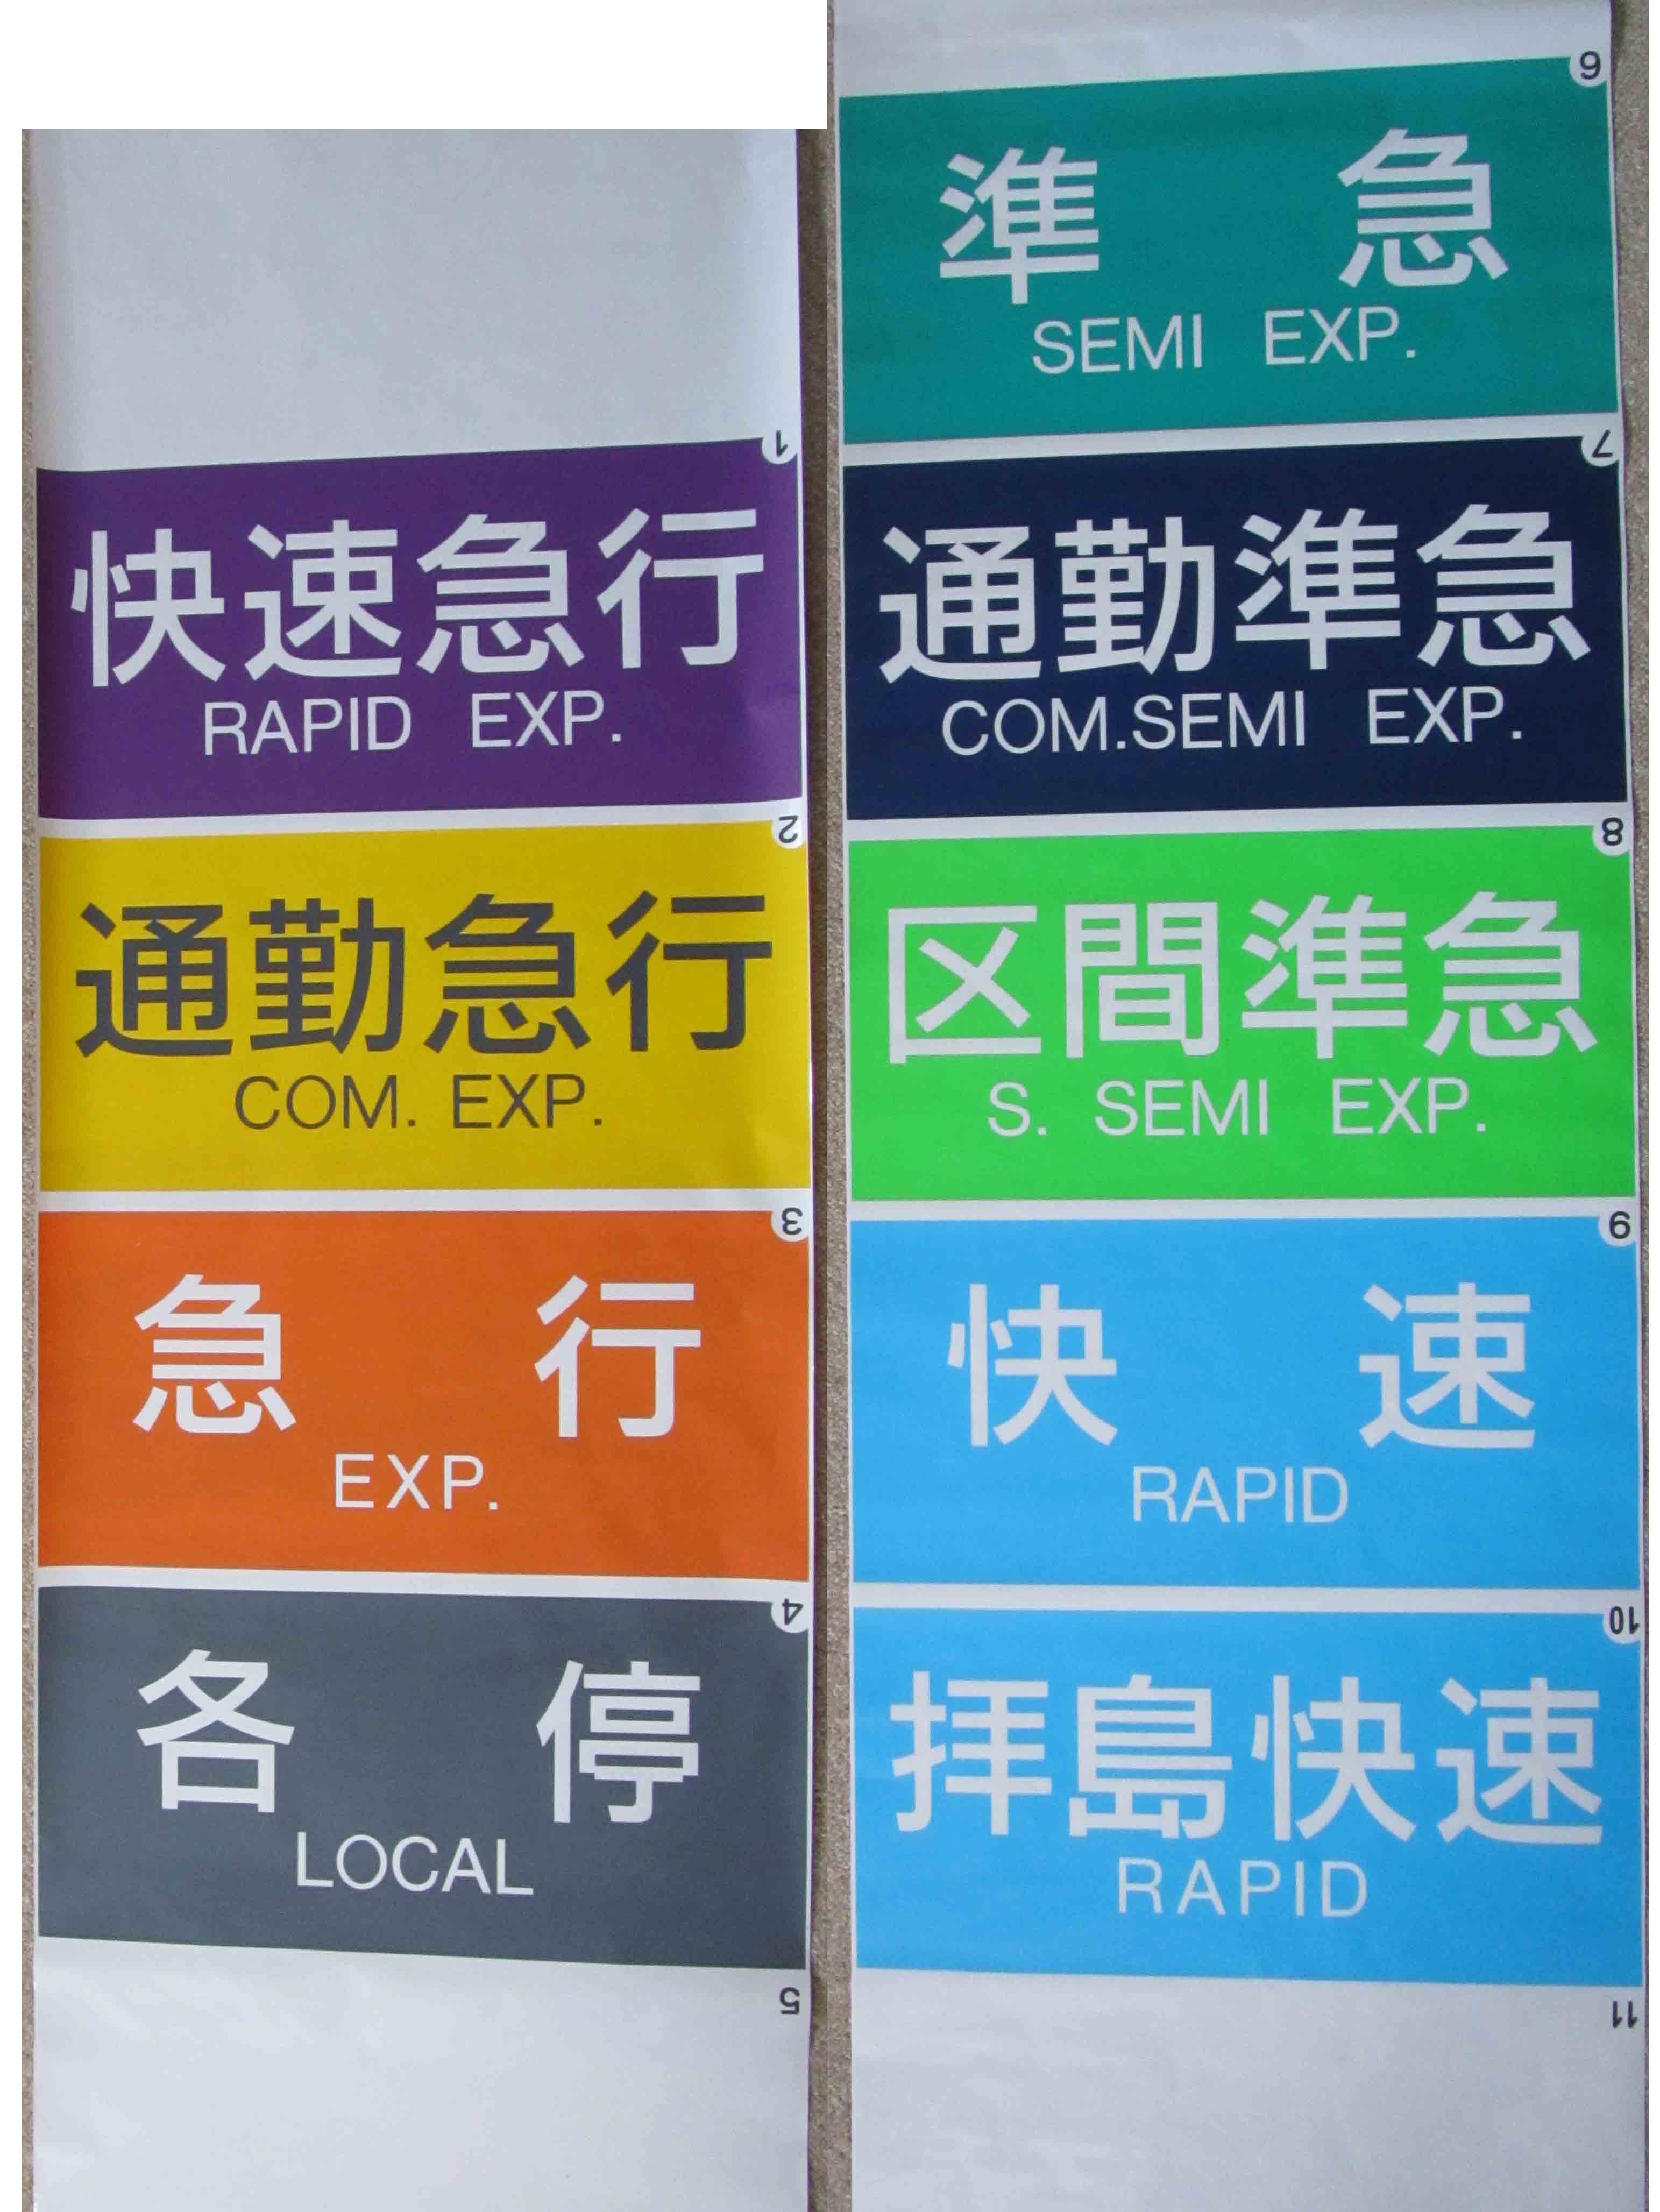 1
快速急行
RAPID EXP.
2
通勤急行
COM. EXP.
3
急 行
EXP.
4
各 停
LOCAL
5
6
準 急
SEMI EXP.
7
通勤準急
COM.SEMI EXP.
8
区間準急
S. SEMI EXP.
9
快 速
RAPID
10
拝島快速
RAPID
11